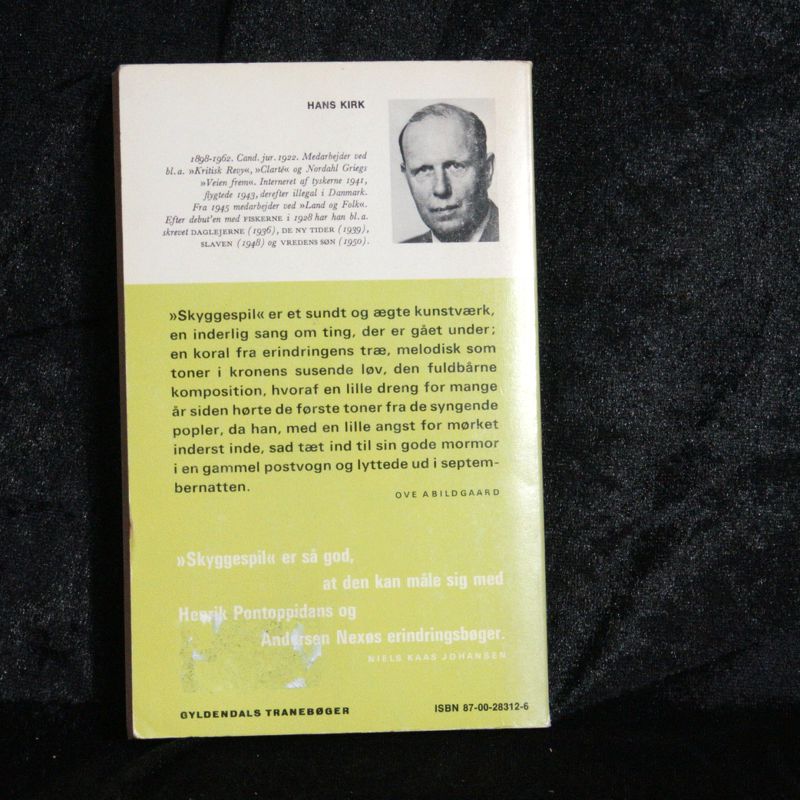 HANS KIRK
1898-1962. Cand. jur. 1922. Medarbejder ved
bl.a. »Kritisk Revy«, »Clarté« og Nordahl Griegs
»Veien frem«. Interneret af tyskerne 1941,
flygtede 1943, derefter illegal i Danmark.
Fra 1945 medarbejder ved »Land og Folk«.
Efter debut'en med FISKERNE i 1928 har han bl.a.
skrevet DAGLEJERNE (1936), DE NY TIDER (1939),
SLAVEN (1948) og VREDENS SØN (1950).
»Skyggespil« er et sundt og ægte kunstværk,
en inderlig sang om ting, der er gået under;
en koral fra erindringens træ, melodisk som
toner i kronens susende løv, den fuldbårne
komposition, hvoraf en lille dreng for mange
år siden hørte de første toner fra de syngende
popler, da han, med en lille angst for mørket
inderst inde, sad tæt ind til sin gode mormor
i en gammel postvogn og lyttede ud i septem-
bernatten.
OVE ABILDGAARD
»Skyggespil« er så god,
at den kan måle sig med
Henrik Pontoppidans og
Andersen Nexøs erindringsbøger.
NIELS KAAS JOHANSEN
GYLDENDALS TRANEBØGER
ISBN 87-00-28312-6